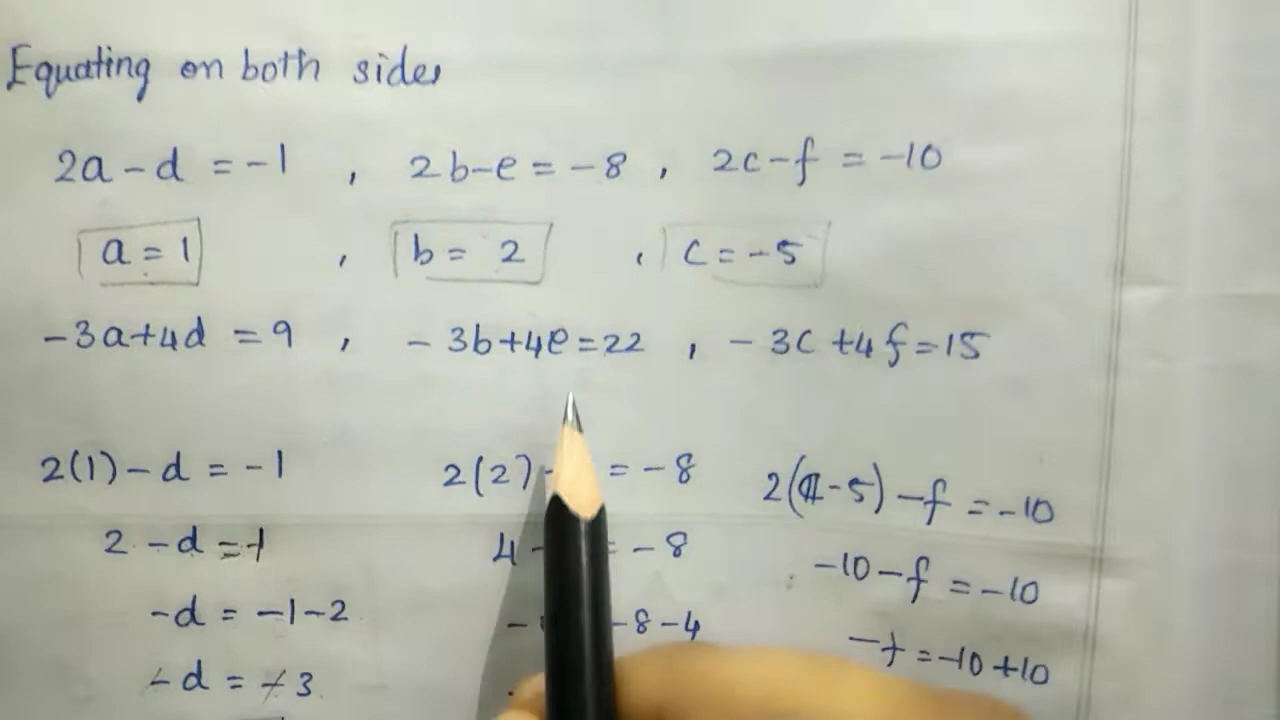 Equating on both sides
2a - d = -1 , 2b - e = -8 , 2c - f = -10
a = 1 , b = 2 , c = -5
-3a+4d = 9 , -3b+4e=22 , -3c+4f=15
2(1) - d = -1 2(2) - = -8 2(-5) - f = -10
2 - d = -1 4 - = -8 -10 - f = -10
-d = -1-2 - -8-4 -f = -10+10
-d = -3